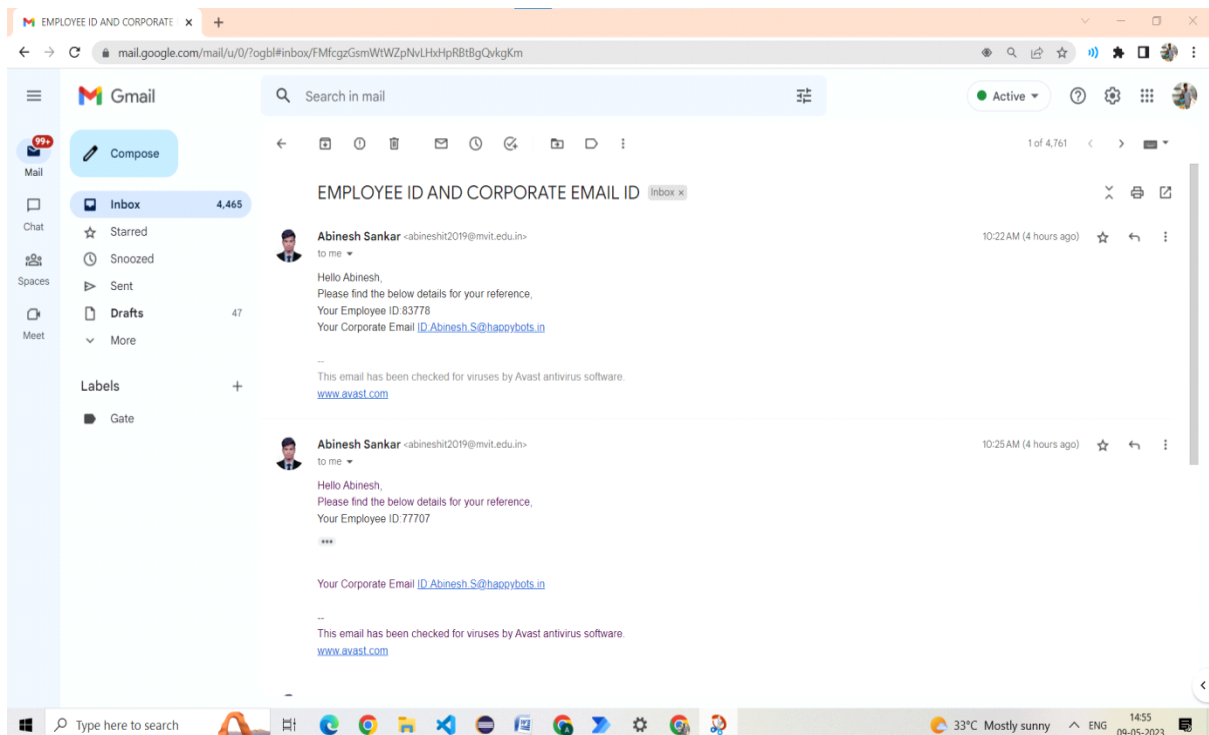 EMPLOYEE ID AND CORPORATE
mail.google.com/mail/u/0/?ogbl#inbox/FMfcgzGsmWtWZpNvLHxHpRBtBgQvkgKm
Gmail
Search in mail
Active
99+
Mail
Compose
1 of 4,761
EMPLOYEE ID AND CORPORATE EMAIL ID Inbox ×
Inbox 4,465
Chat
Starred
Snoozed
Spaces
Sent
Drafts 47
Meet
More
Labels +
Gate
Abinesh Sankar <abineshit2019@mvit.edu.in> 10:22 AM (4 hours ago)
to me
Hello Abinesh,
Please find the below details for your reference,
Your Employee ID:83778
Your Corporate Email ID:Abinesh.S@happybots.in
--
This email has been checked for viruses by Avast antivirus software.
www.avast.com
Abinesh Sankar <abineshit2019@mvit.edu.in> 10:25 AM (4 hours ago)
to me
Hello Abinesh,
Please find the below details for your reference,
Your Employee ID:77707
Your Corporate Email ID:Abinesh.S@happybots.in
--
This email has been checked for viruses by Avast antivirus software.
www.avast.com
Type here to search
33°C Mostly sunny
ENG
14:55
09-05-2023